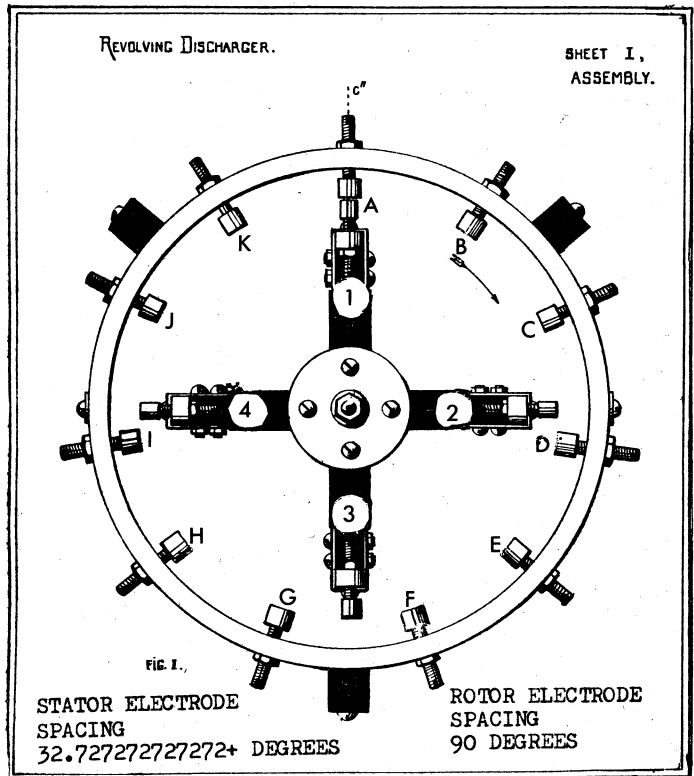 REVOLVING DISCHARGER.
SHEET I,
ASSEMBLY.
c"
A
K
B
1
J
C
4
2
I
D
3
H
E
G
F
FIG. I.
STATOR ELECTRODE
SPACING
32.727272727272+ DEGREES
ROTOR ELECTRODE
SPACING
90 DEGREES